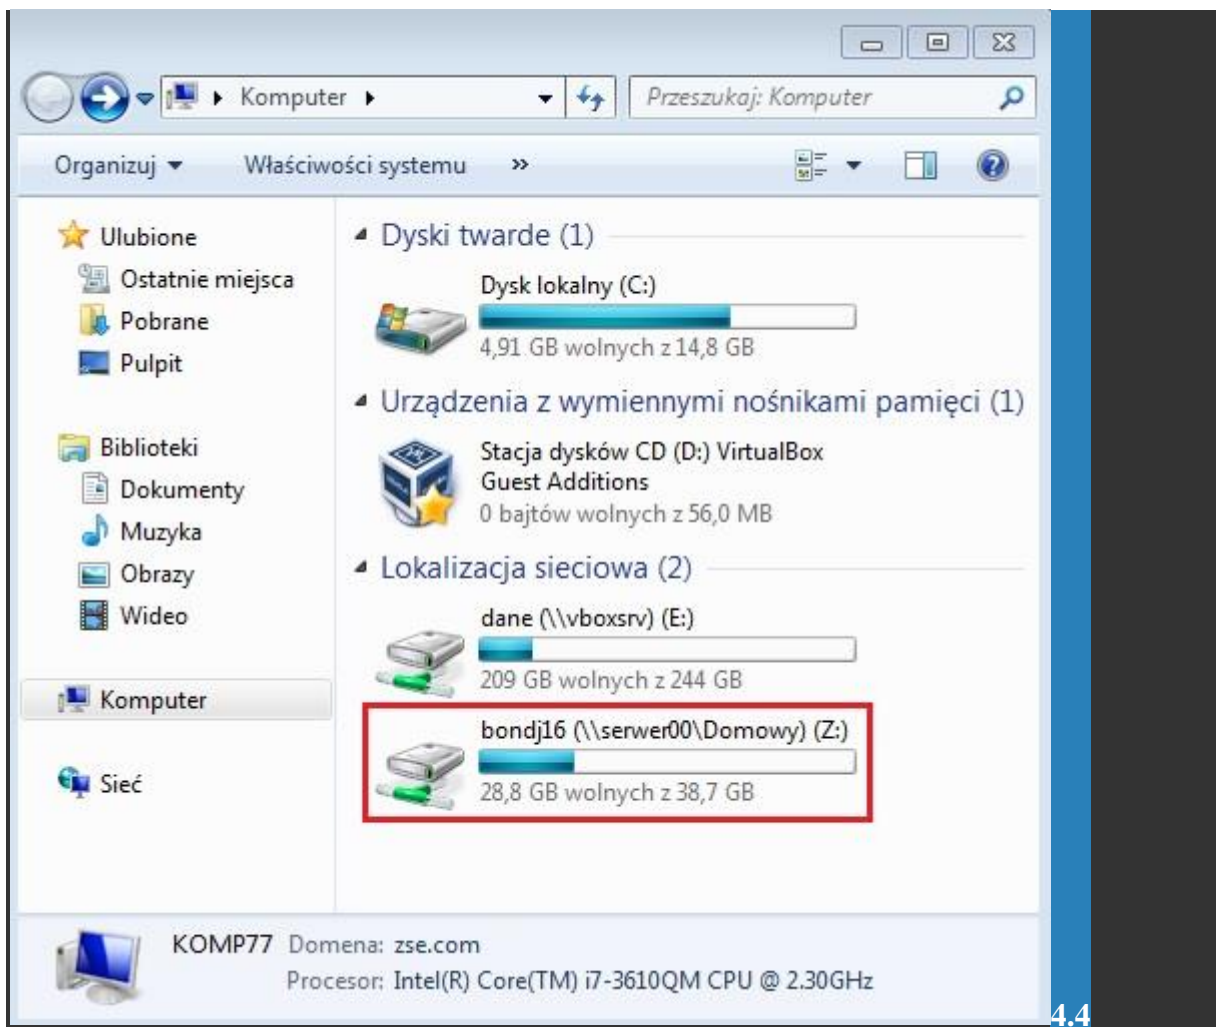 Komputer
Przeszukaj: Komputer
Organizuj
Właściwości systemu
»
Ulubione
Ostatnie miejsca
Pobrane
Pulpit
Biblioteki
Dokumenty
Muzyka
Obrazy
Wideo
Komputer
Sieć
Dyski twarde (1)
Dysk lokalny (C:)
4,91 GB wolnych z 14,8 GB
Urządzenia z wymiennymi nośnikami pamięci (1)
Stacja dysków CD (D:) VirtualBox
Guest Additions
0 bajtów wolnych z 56,0 MB
Lokalizacja sieciowa (2)
dane (\\vboxsrv) (E:)
209 GB wolnych z 244 GB
bondj16 (\\serwer00\Domowy) (Z:)
28,8 GB wolnych z 38,7 GB
KOMP77 Domena: zse.com
Procesor: Intel(R) Core(TM) i7-3610QM CPU @ 2.30GHz
4.4